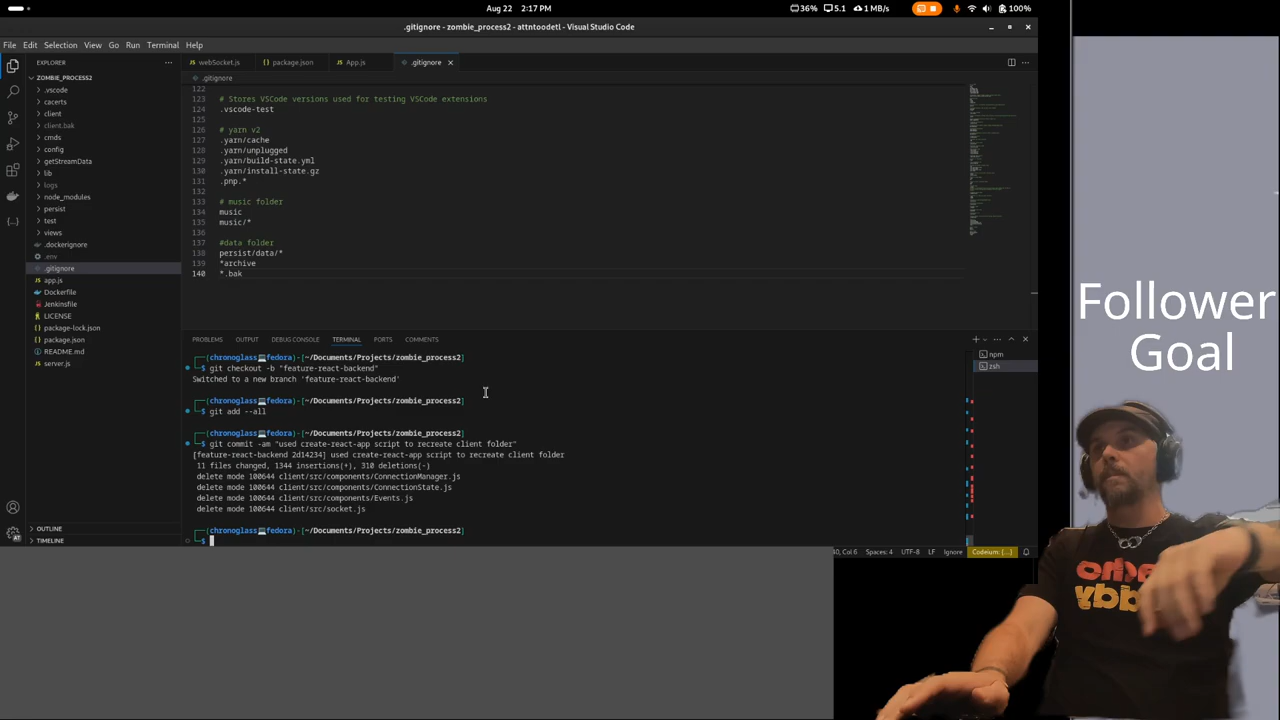 Aug 22 2:17 PM
36% 5.1 1 MB/s 100%
.gitignore - zombie_process2 - attntoodetl - Visual Studio Code
File Edit Selection View Go Run Terminal Help
EXPLORER
webSocket.js package.json App.js .gitignore
ZOMBIE_PROCESS2
.gitignore
.vscode
cacerts
client
client.bak
cmds
config
getStreamData
lib
logs
node_modules
persist
test
views
.dockerignore
.env
.gitignore
app.js
Dockerfile
Jenkinsfile
LICENSE
package-lock.json
package.json
README.md
server.js
OUTLINE
TIMELINE
122
123 # Stores VSCode versions used for testing VSCode extensions
124 .vscode-test
125
126 # yarn v2
127 .yarn/cache
128 .yarn/unplugged
129 .yarn/build-state.yml
130 .yarn/install-state.gz
131 .pnp.*
132
133 # music folder
134 music
135 music/*
136
137 #data folder
138 persist/data/*
139 *archive
140 *.bak
PROBLEMS OUTPUT DEBUG CONSOLE TERMINAL PORTS COMMENTS
npm
zsh
(chronoglass💻fedora)-[~/Documents/Projects/zombie_process2]
$ git checkout -b "feature-react-backend"
Switched to a new branch 'feature-react-backend'
(chronoglass💻fedora)-[~/Documents/Projects/zombie_process2]
$ git add --all
(chronoglass💻fedora)-[~/Documents/Projects/zombie_process2]
$ git commit -am "used create-react-app script to recreate client folder"
[feature-react-backend 2d14234] used create-react-app script to recreate client folder
11 files changed, 1344 insertions(+), 310 deletions(-)
delete mode 100644 client/src/components/ConnectionManager.js
delete mode 100644 client/src/components/ConnectionState.js
delete mode 100644 client/src/components/Events.js
delete mode 100644 client/src/socket.js
(chronoglass💻fedora)-[~/Documents/Projects/zombie_process2]
$
40, Col 6 Spaces: 4 UTF-8 LF Ignore Codeium: {...}
Follower
Goal